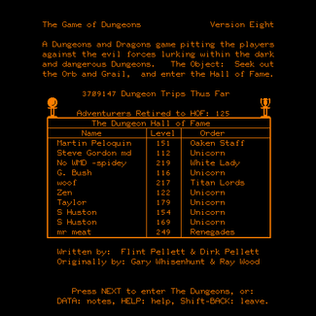 The Game of Dungeons Version Eight
A Dungeons and Dragons game pitting the players
against the evil forces lurking within the dark
and dangerous Dungeons. The Object: Seek out
the Orb and Grail, and enter the Hall of Fame.
3709147 Dungeon Trips Thus Far
Adventurers Retired to HOF: 125
The Dungeon Hall of Fame
Name Level Order
Martin Peloquin 151 Oaken Staff
Steve Gordon md 112 Unicorn
No WMD -spidey 219 White Lady
G. Bush 116 Unicorn
woof 217 Titan Lords
Zen 122 Unicorn
Taylor 179 Unicorn
S Huston 154 Unicorn
S Huston 169 Unicorn
mr meat 249 Renegades
Written by: Flint Pellett & Dirk Pellett
Originally by: Gary Whisenhunt & Ray Wood
Press NEXT to enter The Dungeons, or:
DATA: notes, HELP: help, Shift-BACK: leave.